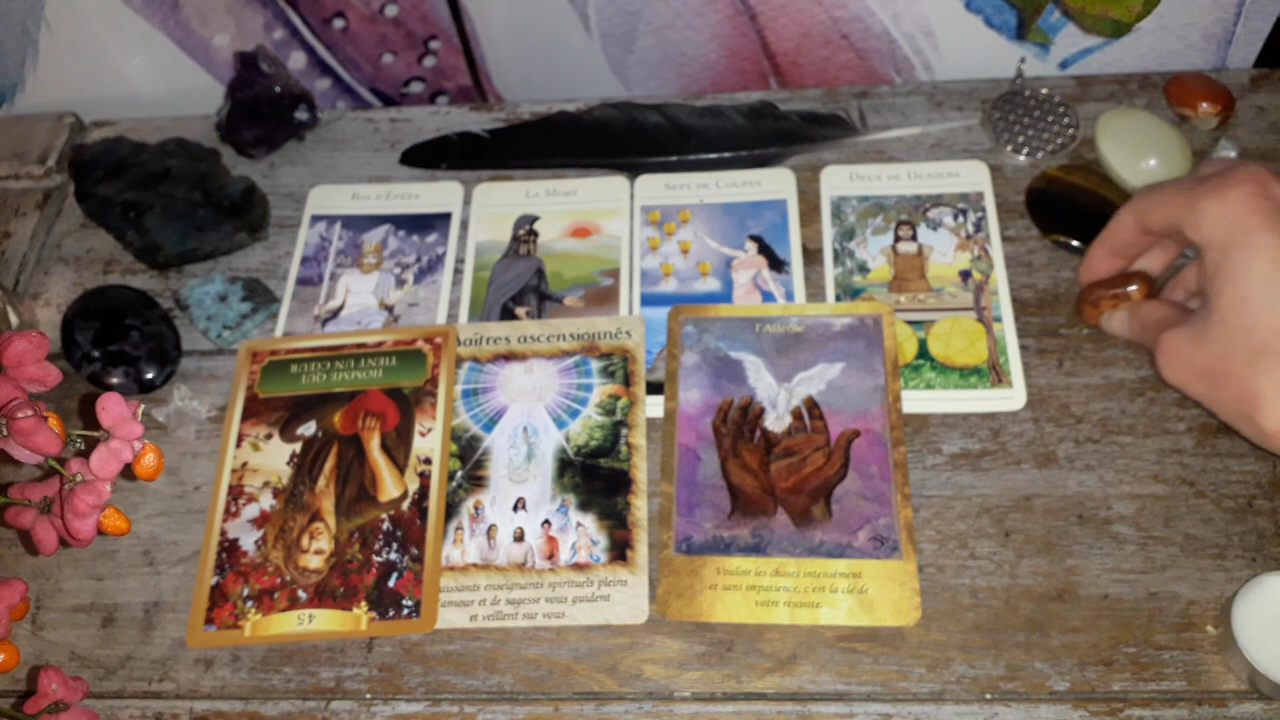 ROI D'ÉPÉES
LA MORT
SEPT DE COUPES
DEUX DE DENIERS
HOMME QUI
TIENT UN CŒUR
45
aîtres ascensionnés
uissants enseignants spirituels pleins
amour et de sagesse vous guident
et veillent sur vous
l'Attente
Vouloir les choses intensément
et sans impatience, c'est la clé de
votre réussite.